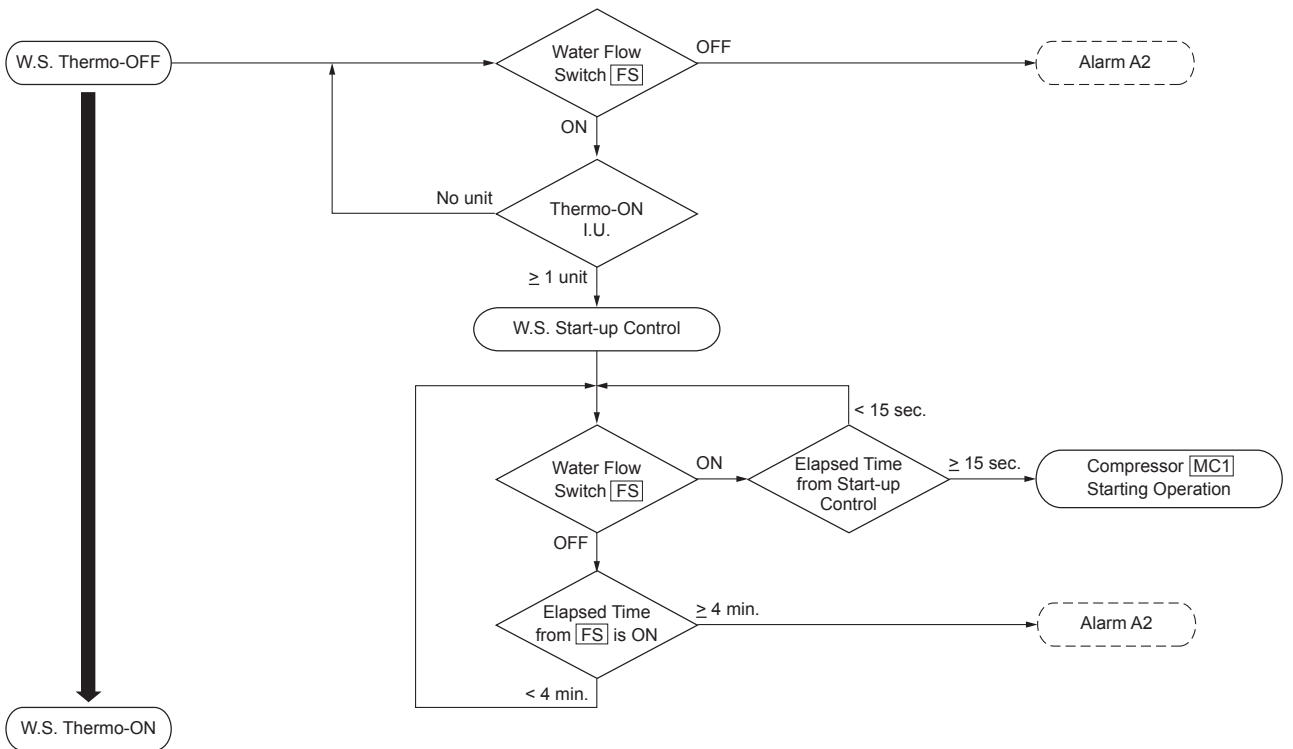 W.S. Thermo-OFF
Water Flow
Switch FS
OFF
Alarm A2
ON
No unit
Thermo-ON
I.U.
≥ 1 unit
W.S. Start-up Control
< 15 sec.
Water Flow
Switch FS
ON
Elapsed Time
from Start-up
Control
≥ 15 sec.
Compressor MC1
Starting Operation
OFF
Elapsed Time
from FS is ON
≥ 4 min.
Alarm A2
< 4 min.
W.S. Thermo-ON